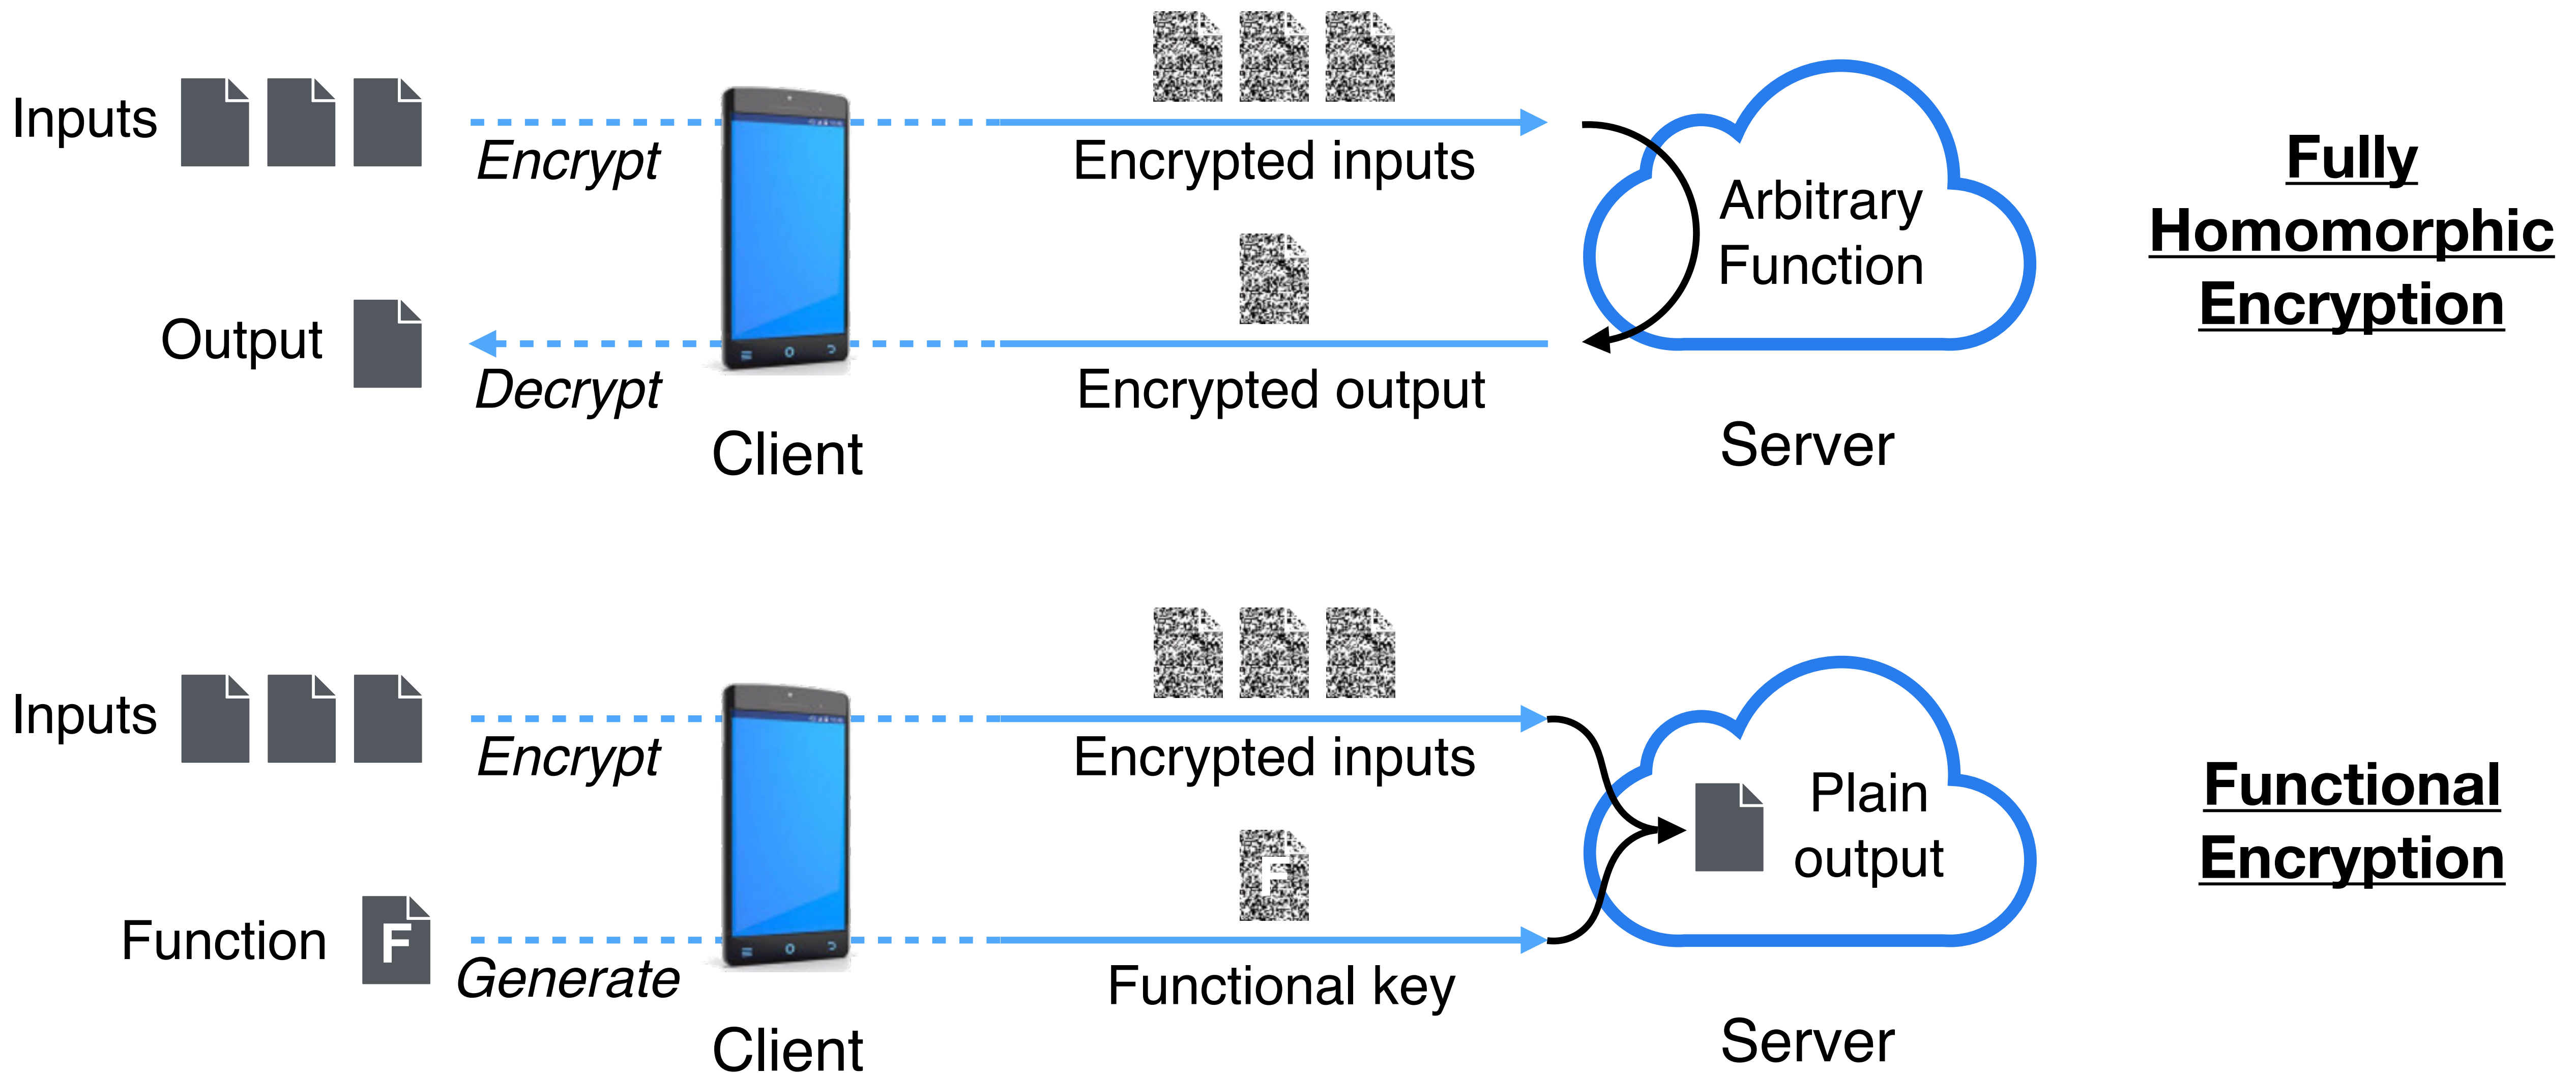 Inputs
Encrypt
Encrypted inputs
Arbitrary
Function
Fully
Homomorphic
Encryption
Output
Decrypt
Encrypted output
Client
Server
Inputs
Encrypt
Encrypted inputs
Plain
output
Functional
Encryption
Function
F
Generate
F
Functional key
Client
Server